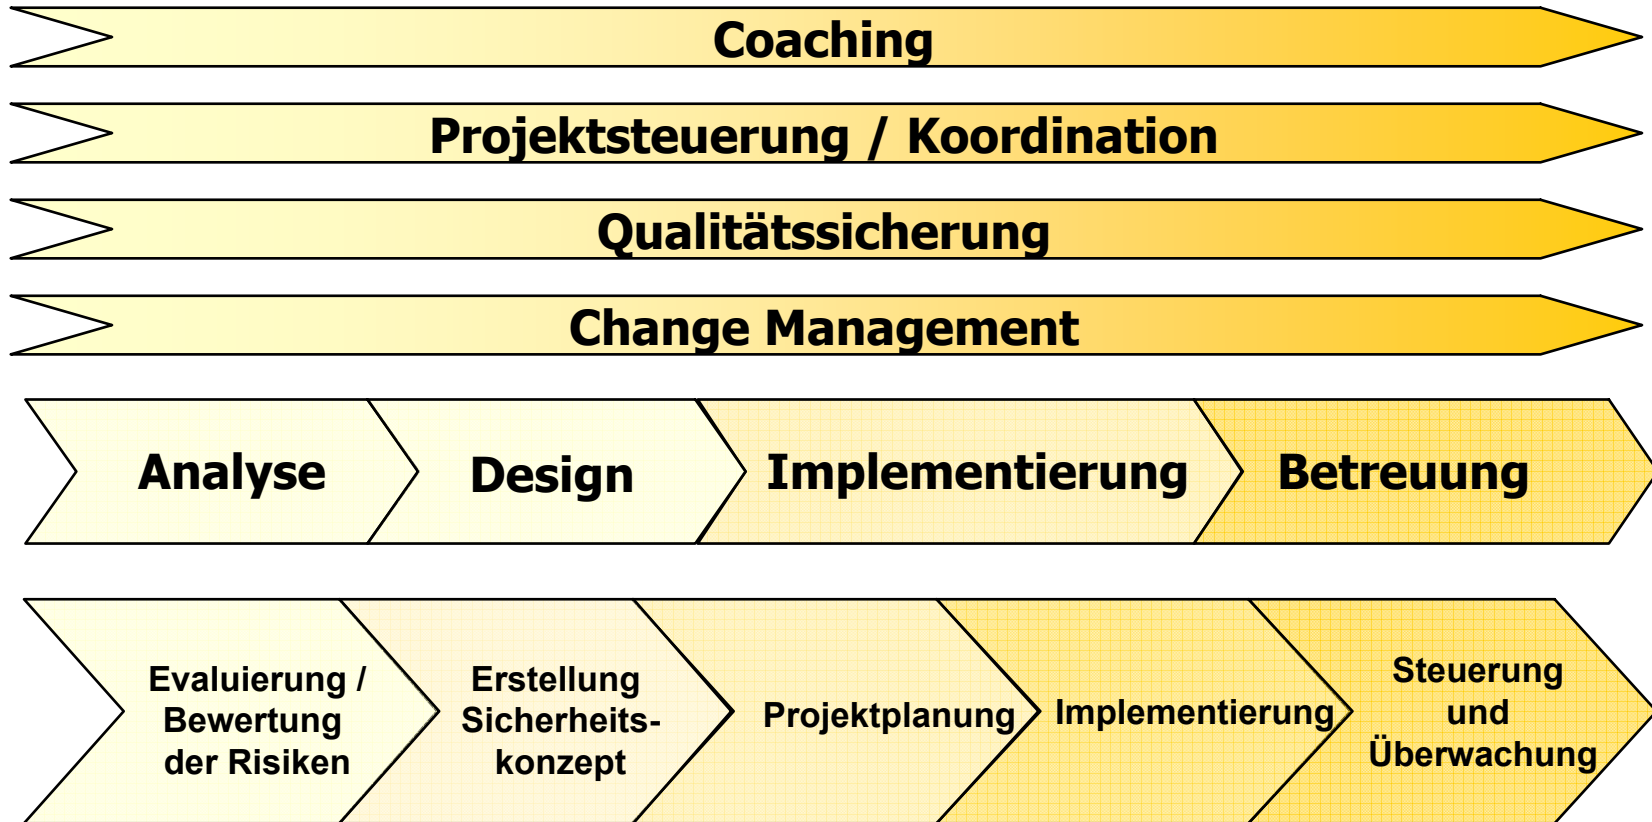 Coaching
Projektsteuerung / Koordination
Qualitätssicherung
Change Management
Analyse
Design
Implementierung
Betreuung
Evaluierung /
Bewertung
der Risiken
Erstellung
Sicherheits-
konzept
Projektplanung
Implementierung
Steuerung
und
Überwachung